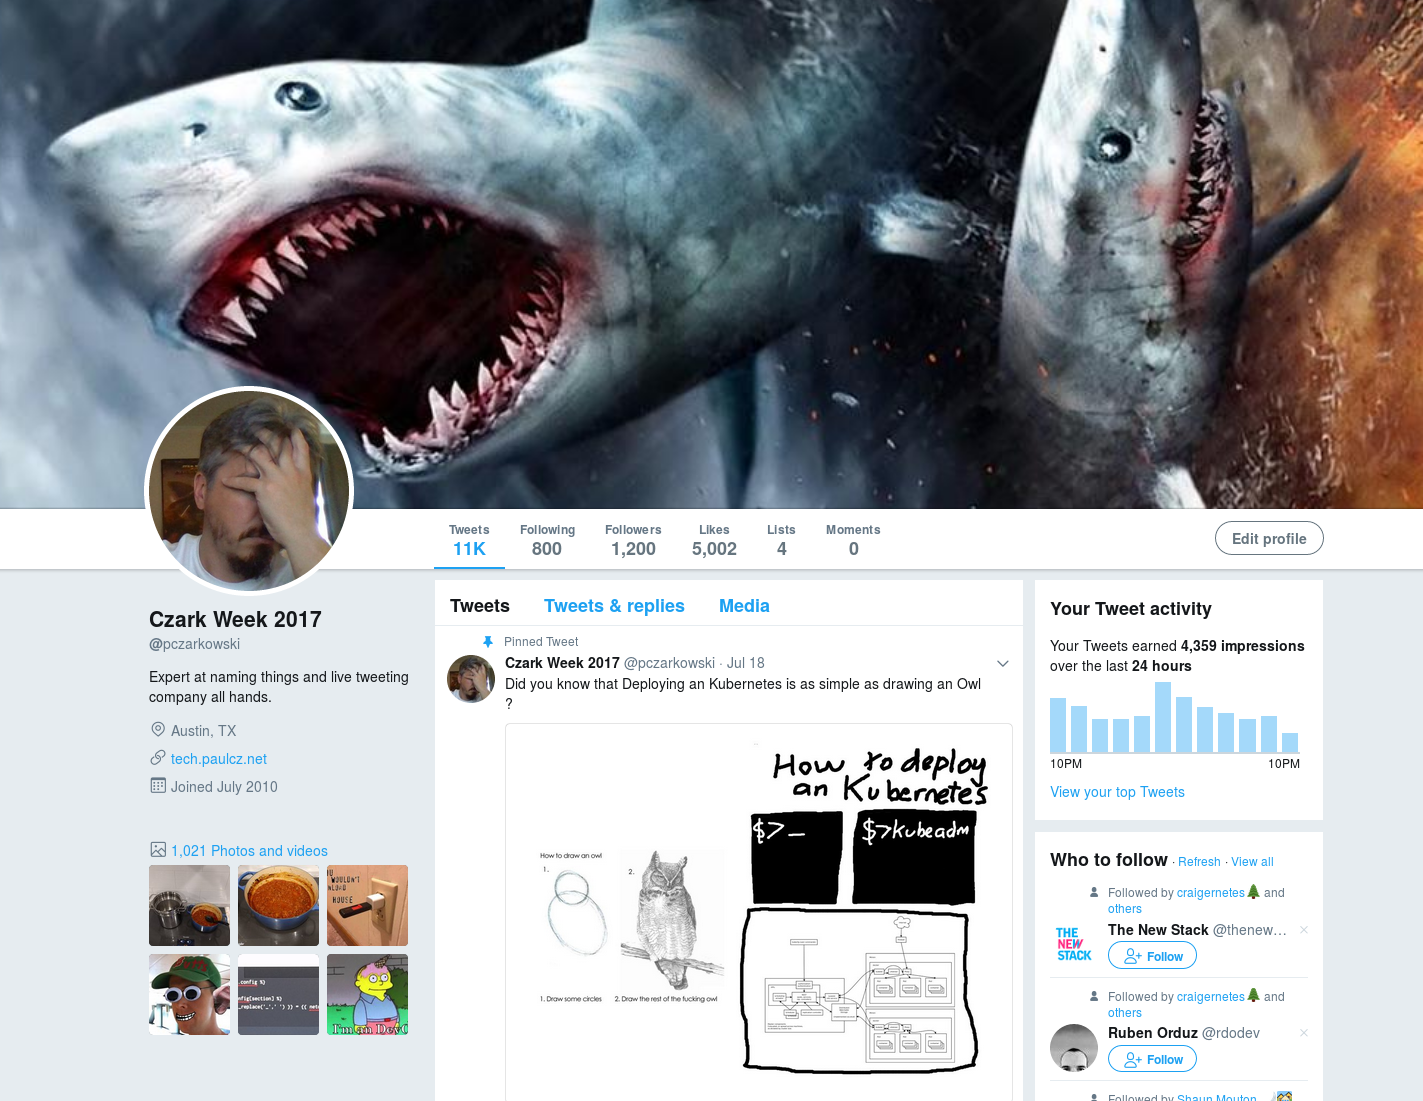 Tweets
11K
Following
800
Followers
1,200
Likes
5,002
Lists
4
Moments
0
Edit profile
Czark Week 2017
@pczarkowski
Expert at naming things and live tweeting
company all hands.
Austin, TX
tech.paulcz.net
Joined July 2010
1,021 Photos and videos
WOULDN'T
HOUSE
.config %}
nfig[section] %}
I'm an DevO
Tweets Tweets & replies Media
Pinned Tweet
Czark Week 2017 @pczarkowski · Jul 18
Did you know that Deploying an Kubernetes is as simple as drawing an Owl
?
How to draw an owl
1.
2.
1. Draw some circles
2. Draw the rest of the fucking owl
How to deploy
an Kubernetes
$>_
$>kubeadm
Your Tweet activity
Your Tweets earned 4,359 impressions
over the last 24 hours
10PM 10PM
View your top Tweets
Who to follow · Refresh · View all
Followed by craigernetes and
others
THE
NEW
STACK
The New Stack @thenew...
Follow
Followed by craigernetes and
others
Ruben Orduz @rdodev
Follow
Followed by Shaun Mouton